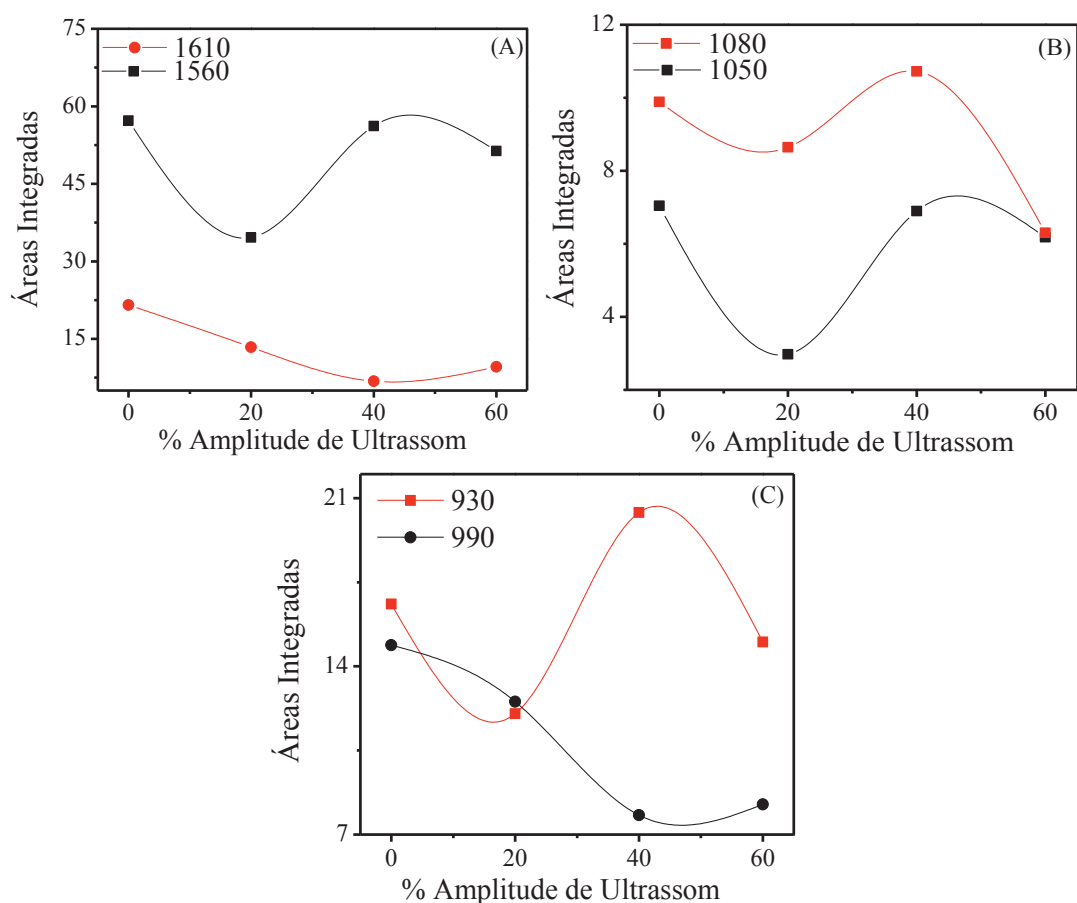 (A)
1610
1560
75
60
45
30
15
Áreas Integradas
0 20 40 60
% Amplitude de Ultrassom
(B)
1080
1050
12
8
4
Áreas Integradas
0 20 40 60
% Amplitude de Ultrassom
(C)
930
990
21
14
7
Áreas Integradas
0 20 40 60
% Amplitude de Ultrassom